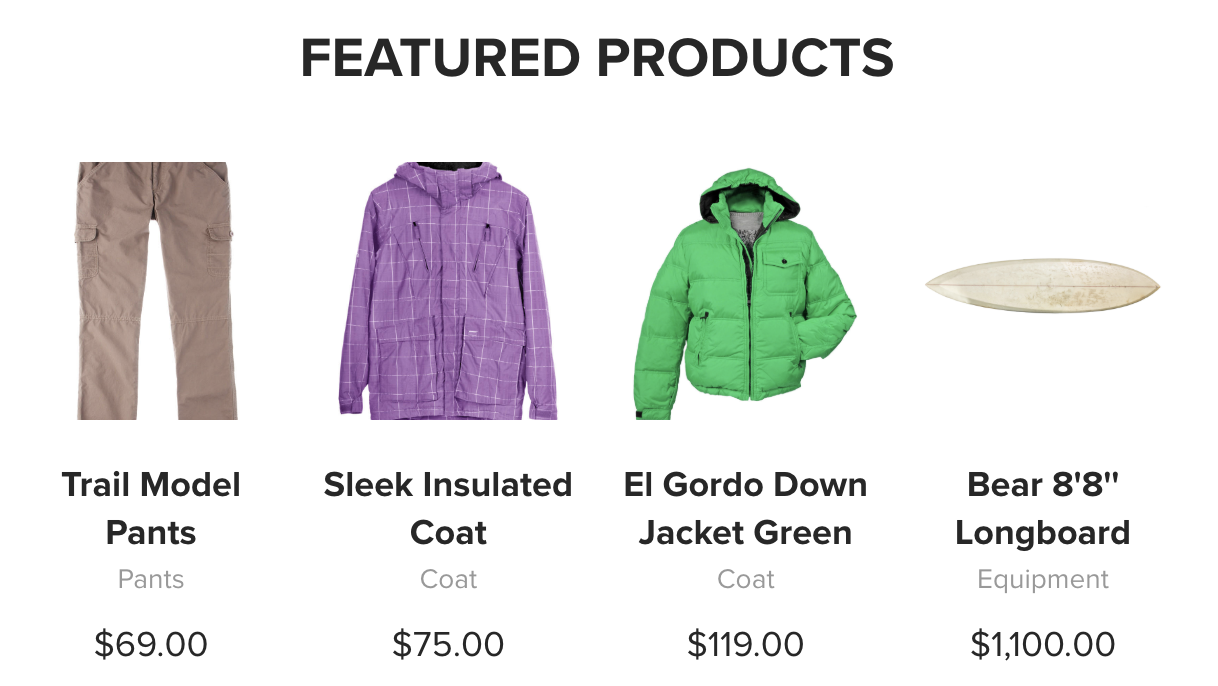 FEATURED PRODUCTS
Trail Model
Pants
Pants
$69.00
Sleek Insulated
Coat
Coat
$75.00
El Gordo Down
Jacket Green
Coat
$119.00
Bear 8'8"
Longboard
Equipment
$1,100.00